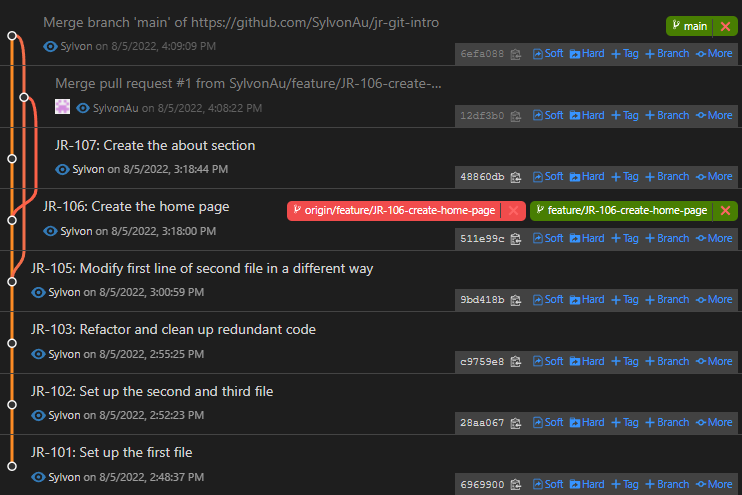 Merge branch 'main' of https://github.com/SylvonAu/jr-git-intro
main
Sylvon on 8/5/2022, 4:09:09 PM
6efa088 Soft Hard Tag Branch More
Merge pull request #1 from SylvonAu/feature/JR-106-create-...
SylvonAu on 8/5/2022, 4:08:22 PM
12df3b0 Soft Hard Tag Branch More
JR-107: Create the about section
Sylvon on 8/5/2022, 3:18:44 PM
48860db Soft Hard Tag Branch More
JR-106: Create the home page
origin/feature/JR-106-create-home-page
feature/JR-106-create-home-page
Sylvon on 8/5/2022, 3:18:00 PM
511e99c Soft Hard Tag Branch More
JR-105: Modify first line of second file in a different way
Sylvon on 8/5/2022, 3:00:59 PM
9bd418b Soft Hard Tag Branch More
JR-103: Refactor and clean up redundant code
Sylvon on 8/5/2022, 2:55:25 PM
c9759e8 Soft Hard Tag Branch More
JR-102: Set up the second and third file
Sylvon on 8/5/2022, 2:52:23 PM
28aa067 Soft Hard Tag Branch More
JR-101: Set up the first file
Sylvon on 8/5/2022, 2:48:37 PM
6969900 Soft Hard Tag Branch More